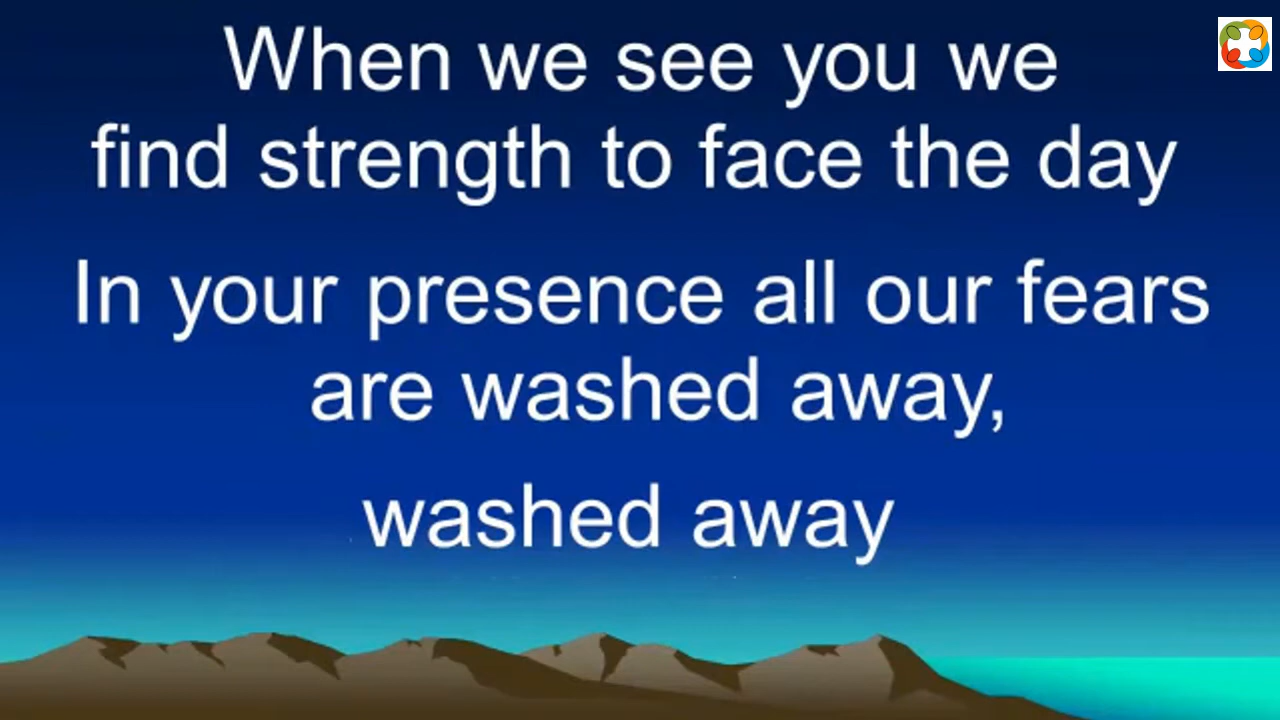 When we see you we
find strength to face the day
In your presence all our fears
are washed away,
washed away